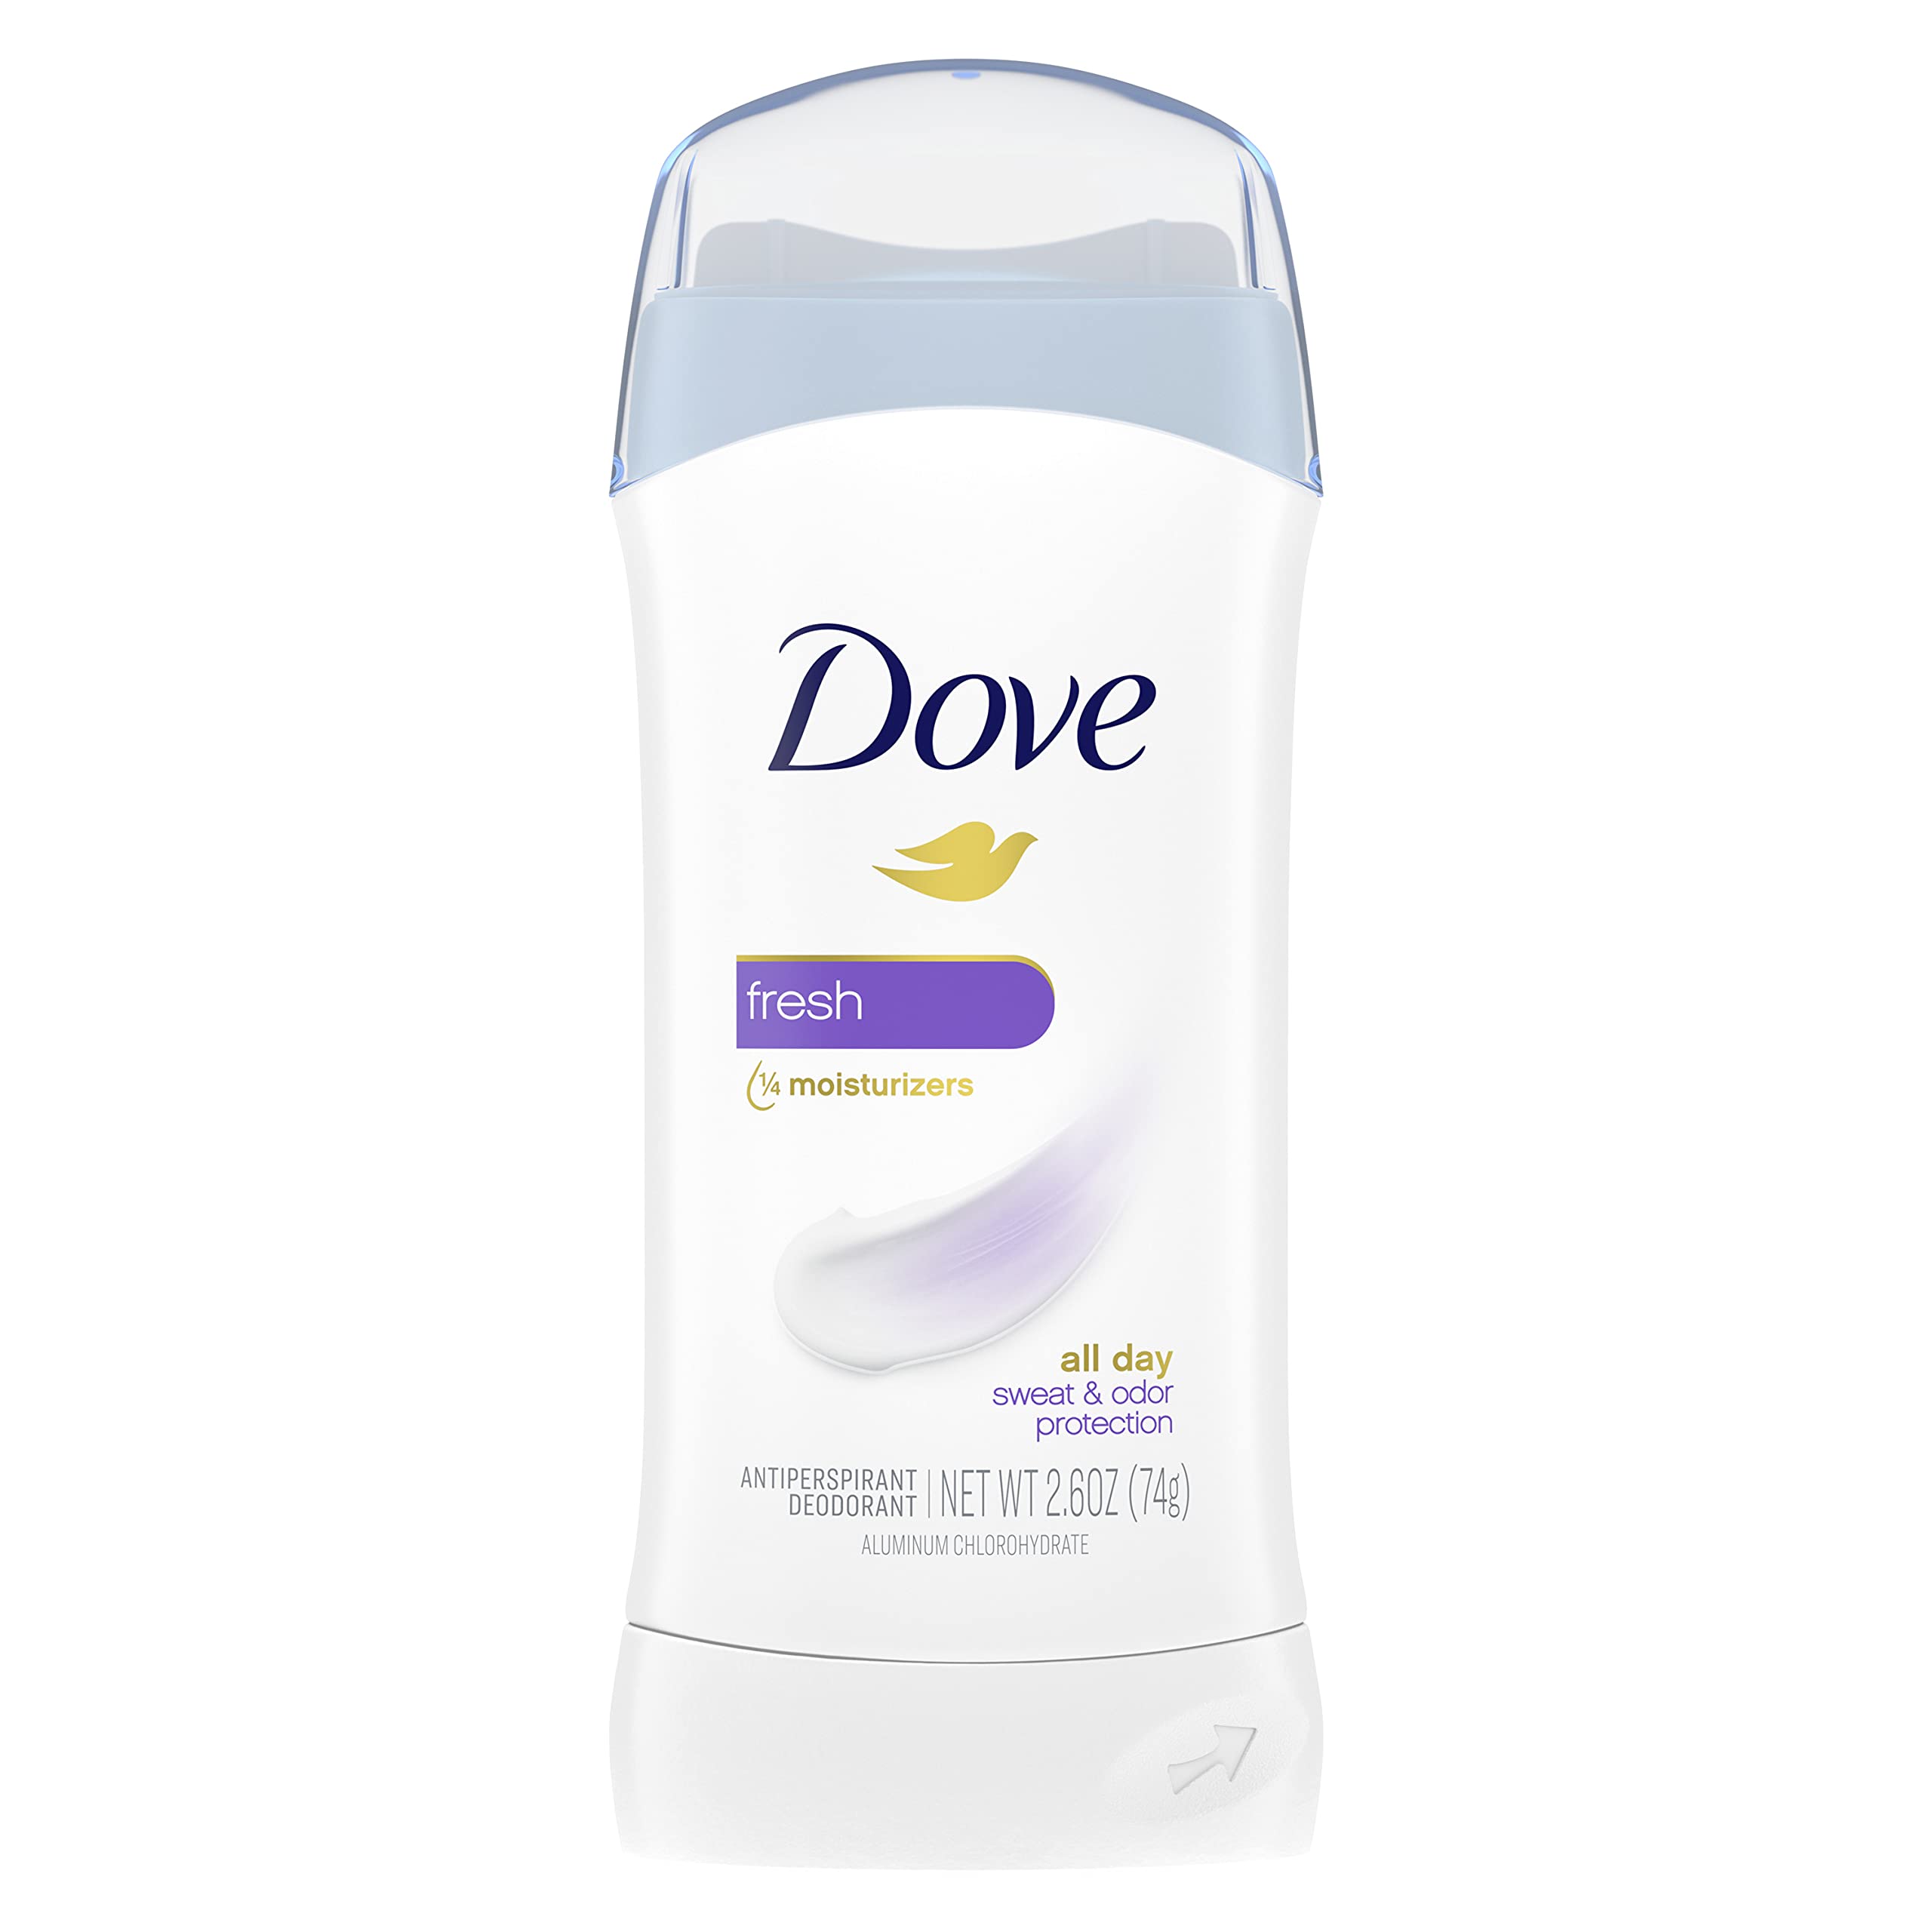 Dove
fresh
1/4 moisturizers
all day
sweat & odor
protection
ANTIPERSPIRANT
DEODORANT
NET WT 2.6OZ (74g)
ALUMINUM CHLOROHYDRATE